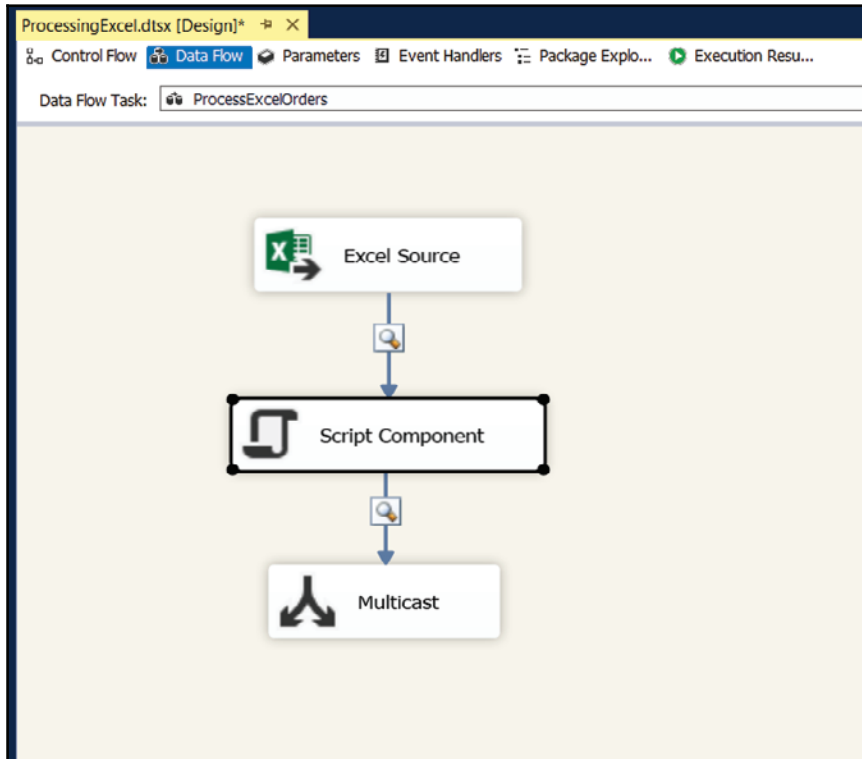 ProcessingExcel.dtsx [Design]*
Control Flow Data Flow Parameters Event Handlers Package Explo... Execution Resu...
Data Flow Task: ProcessExcelOrders
Excel Source
Script Component
Multicast